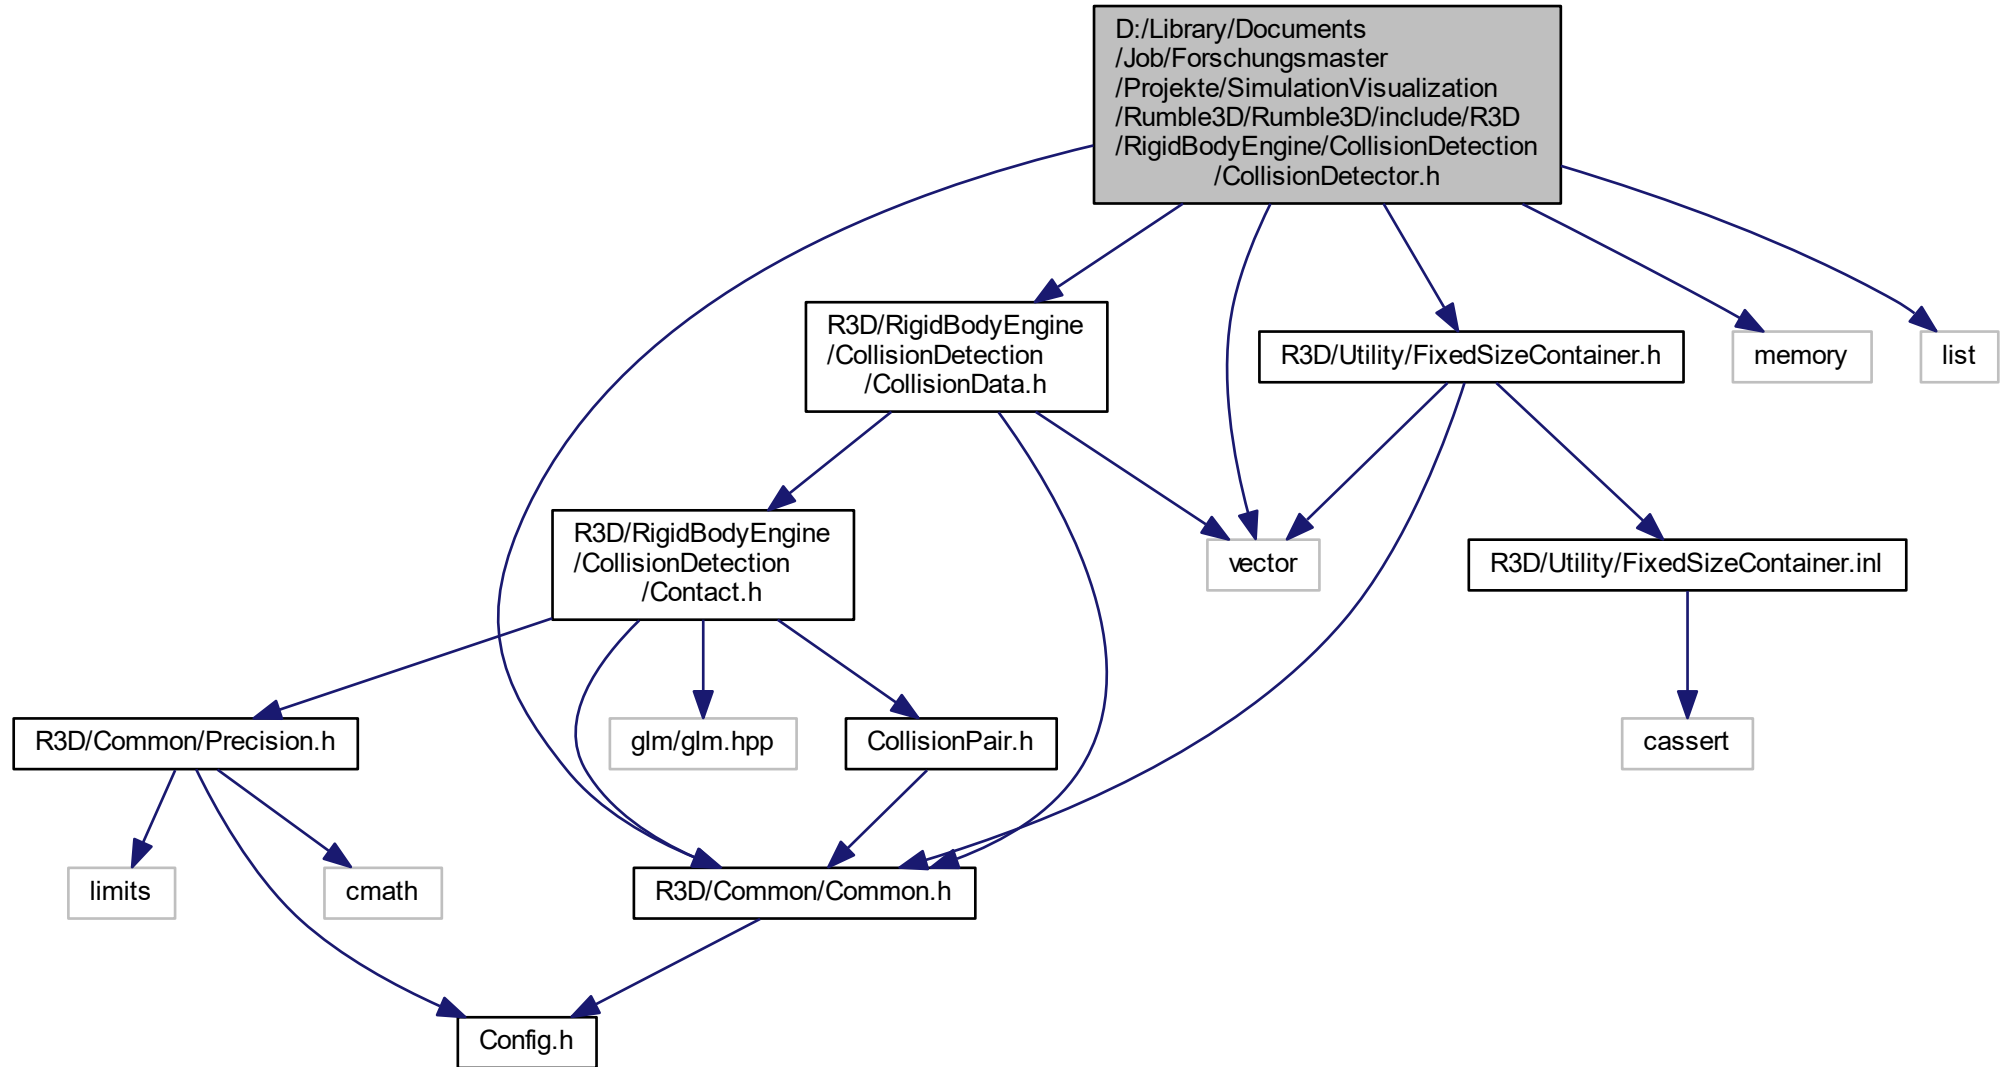 D:/Library/Documents
/Job/Forschungsmaster
/Projekte/SimulationVisualization
/Rumble3D/Rumble3D/include/R3D
/RigidBodyEngine/CollisionDetection
/CollisionDetector.h
R3D/RigidBodyEngine
/CollisionDetection
/CollisionData.h
R3D/Utility/FixedSizeContainer.h
memory
list
R3D/RigidBodyEngine
/CollisionDetection
/Contact.h
vector
R3D/Utility/FixedSizeContainer.inl
R3D/Common/Precision.h
glm/glm.hpp
CollisionPair.h
cassert
limits
cmath
R3D/Common/Common.h
Config.h